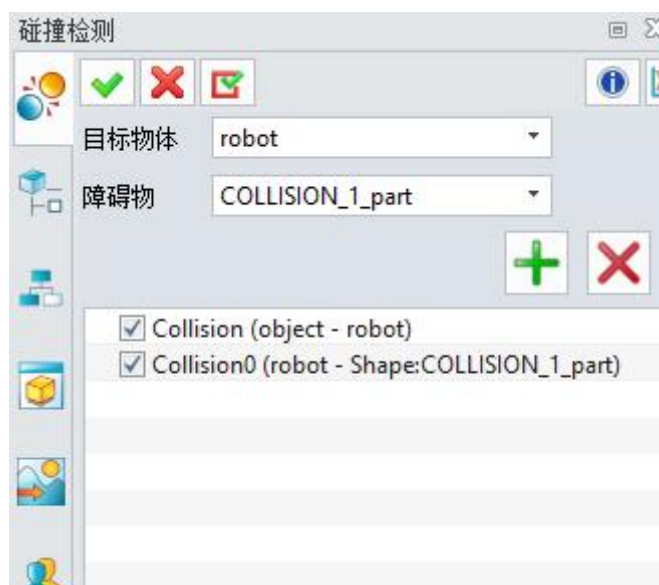 碰撞检测
目标物体 robot
障碍物 COLLISION_1_part
Collision (object - robot)
Collision0 (robot - Shape:COLLISION_1_part)